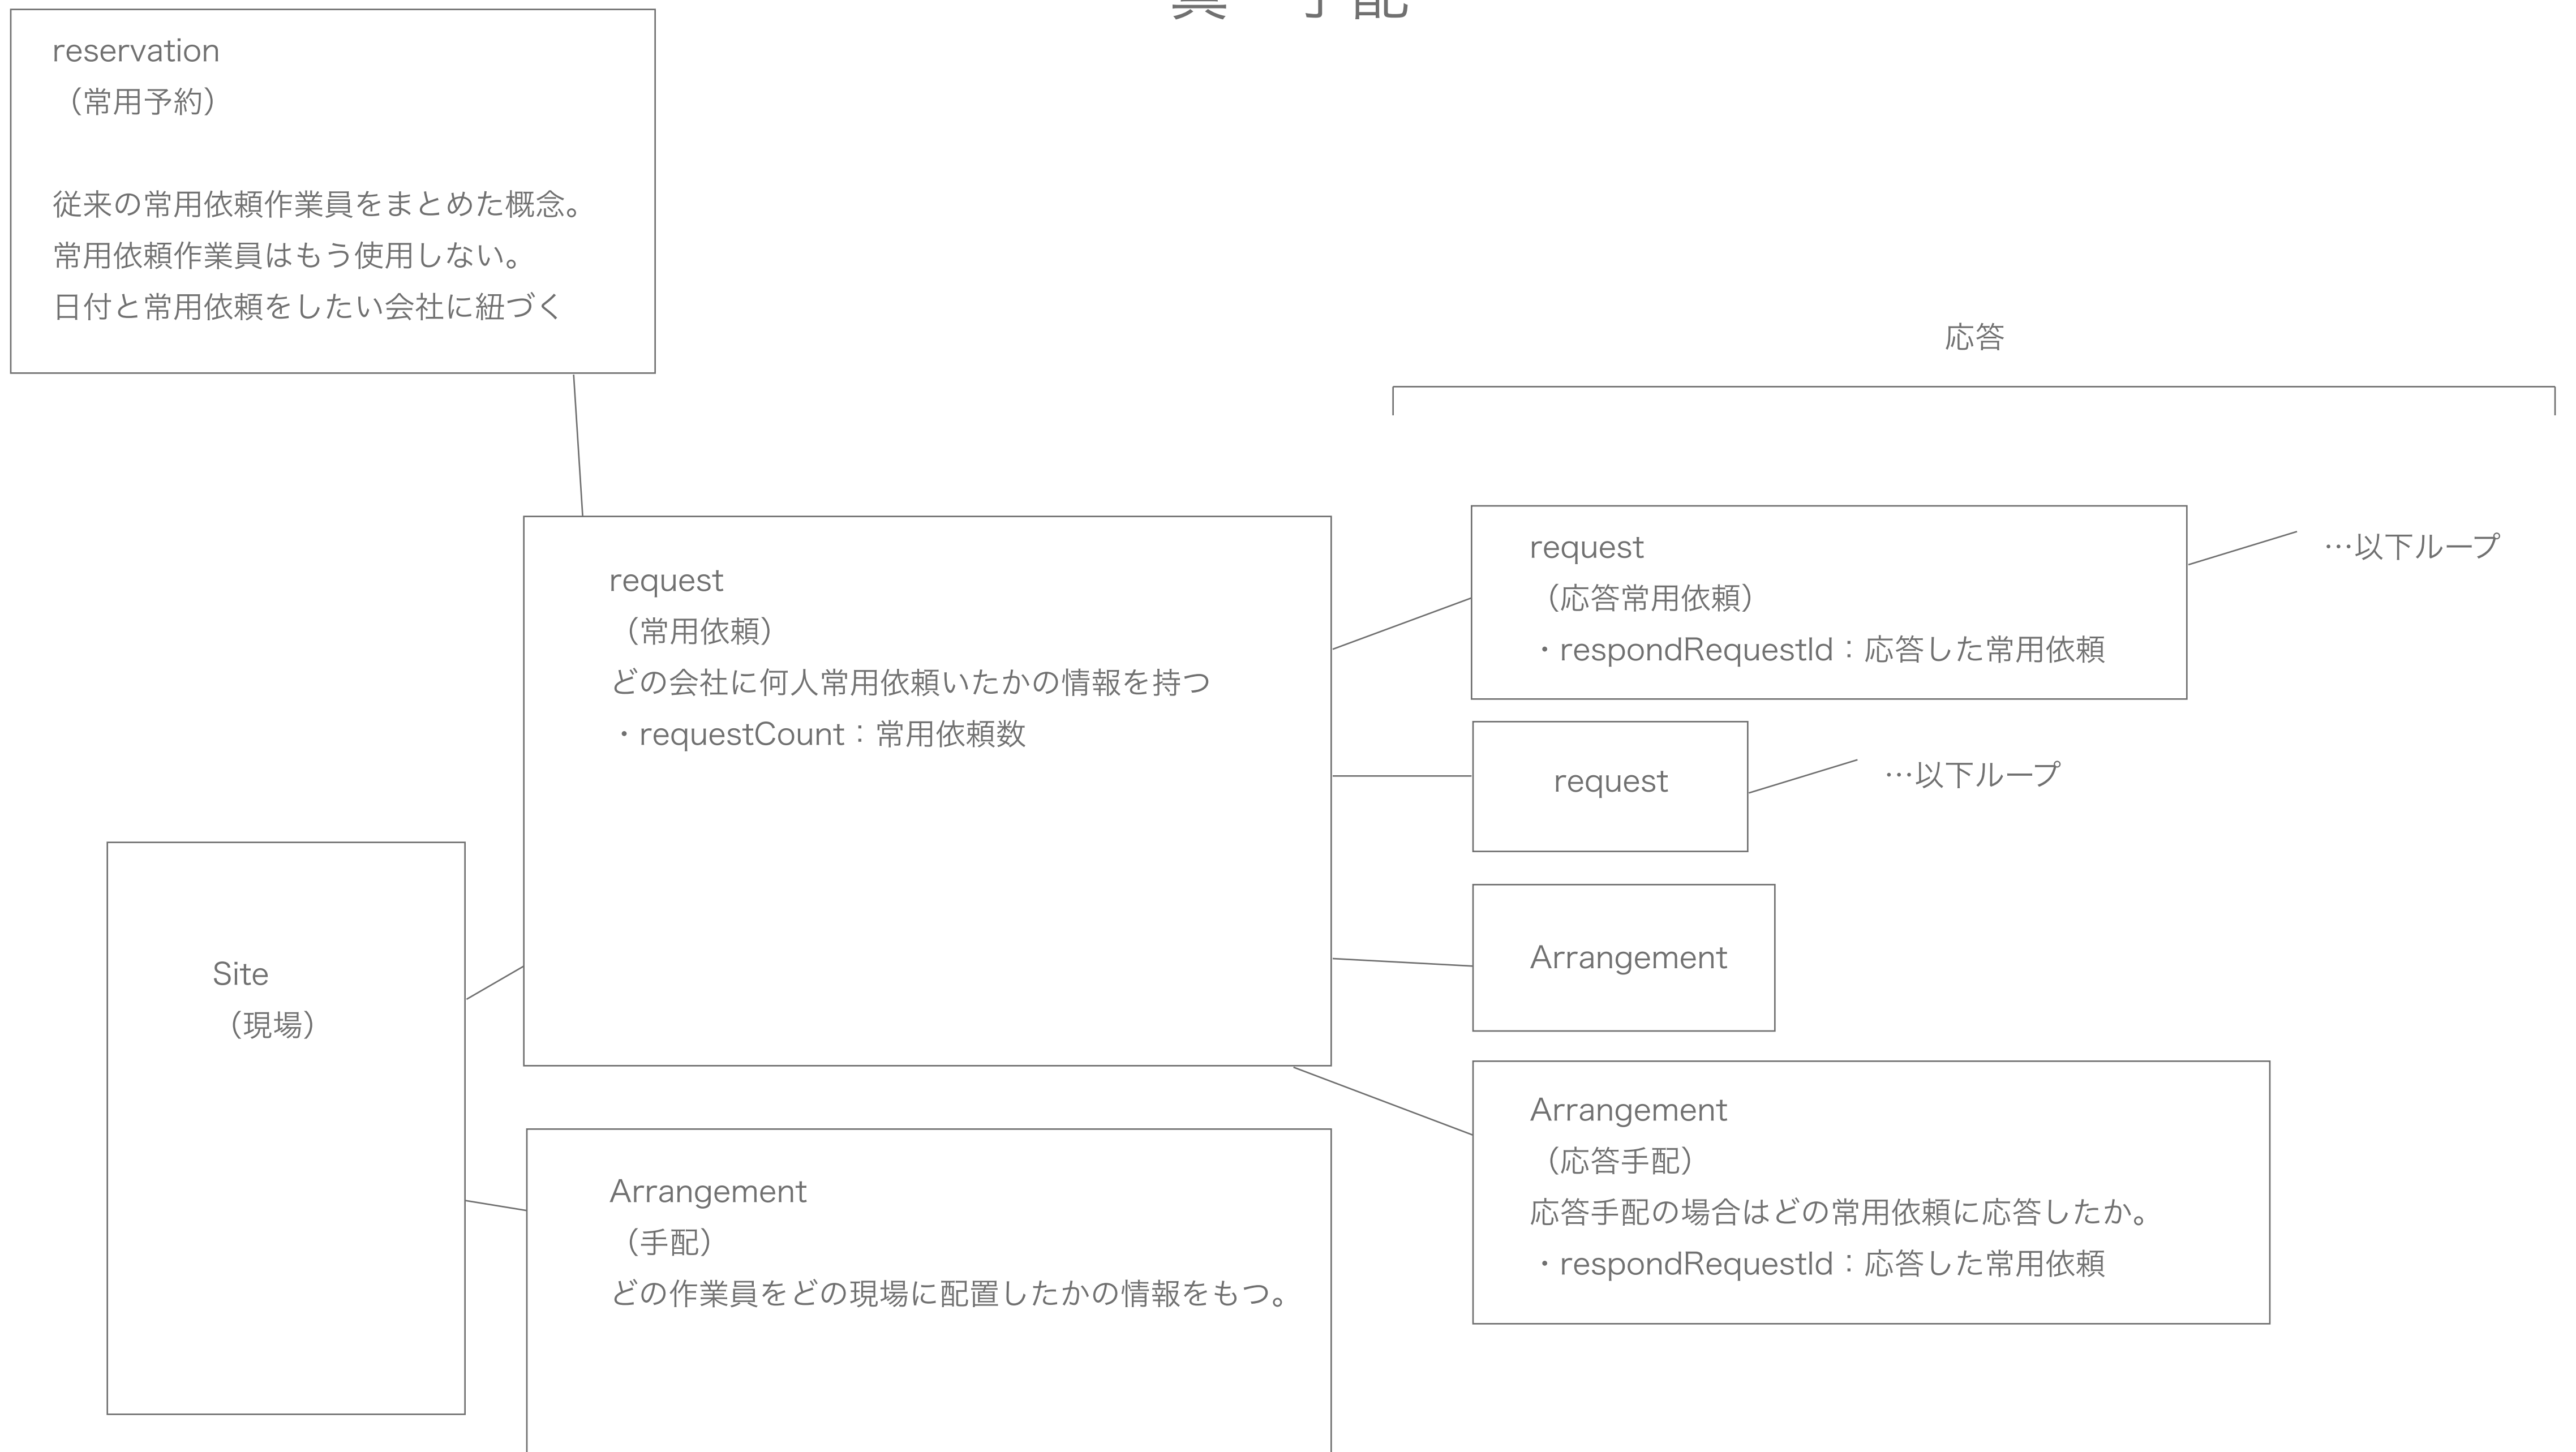 reservation
（常用予約）
従来の常用依頼作業員をまとめた概念。
常用依頼作業員はもう使用しない。
日付と常用依頼をしたい会社に紐づく
応答
request
（常用依頼）
どの会社に何人常用依頼いたかの情報を持つ
・requestCount：常用依頼数
request
（応答常用依頼）
・respondRequestId：応答した常用依頼
…以下ループ
request
…以下ループ
Site
（現場）
Arrangement
Arrangement
（応答手配）
応答手配の場合はどの常用依頼に応答したか。
・respondRequestId：応答した常用依頼
Arrangement
（手配）
どの作業員をどの現場に配置したかの情報をもつ。